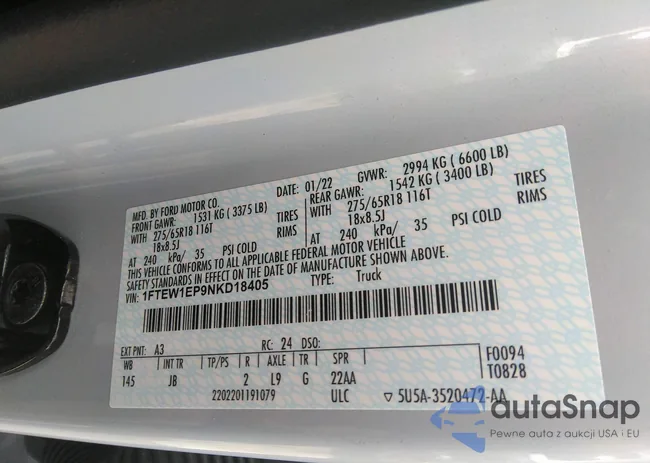 MFD. BY FORD MOTOR CO.
DATE: 01/22 GVWR: 2994 KG ( 6600 LB)
FRONT GAWR: 1531 KG ( 3375 LB) REAR GAWR: 1542 KG ( 3400 LB)
WITH 275/65R18 116T TIRES WITH 275/65R18 116T TIRES
18x8.5J RIMS 18x8.5J RIMS
AT 240 kPa/ 35 PSI COLD AT 240 kPa/ 35 PSI COLD
THIS VEHICLE CONFORMS TO ALL APPLICABLE FEDERAL MOTOR VEHICLE
SAFETY STANDARDS IN EFFECT ON THE DATE OF MANUFACTURE SHOWN ABOVE.
VIN: 1FTEW1EP9NKD18405 TYPE: Truck
EXT PNT: A3 RC: 24 DSO: F0094
WB INT TR TP/PS R AXLE TR SPR T0828
145 JB 2 L9 G 22AA
2202201191079 ULC ▽ 5U5A-3520472-AA
autaSnap
Pewne auta z aukcji USA i EU